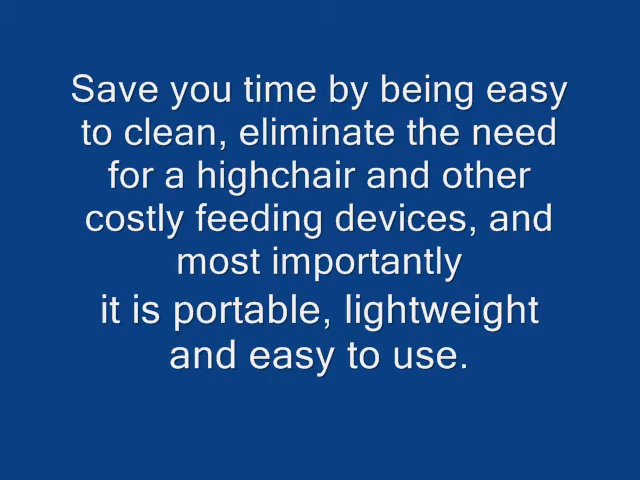 Save you time by being easy
to clean, eliminate the need
for a highchair and other
costly feeding devices, and
most importantly
it is portable, lightweight
and easy to use.